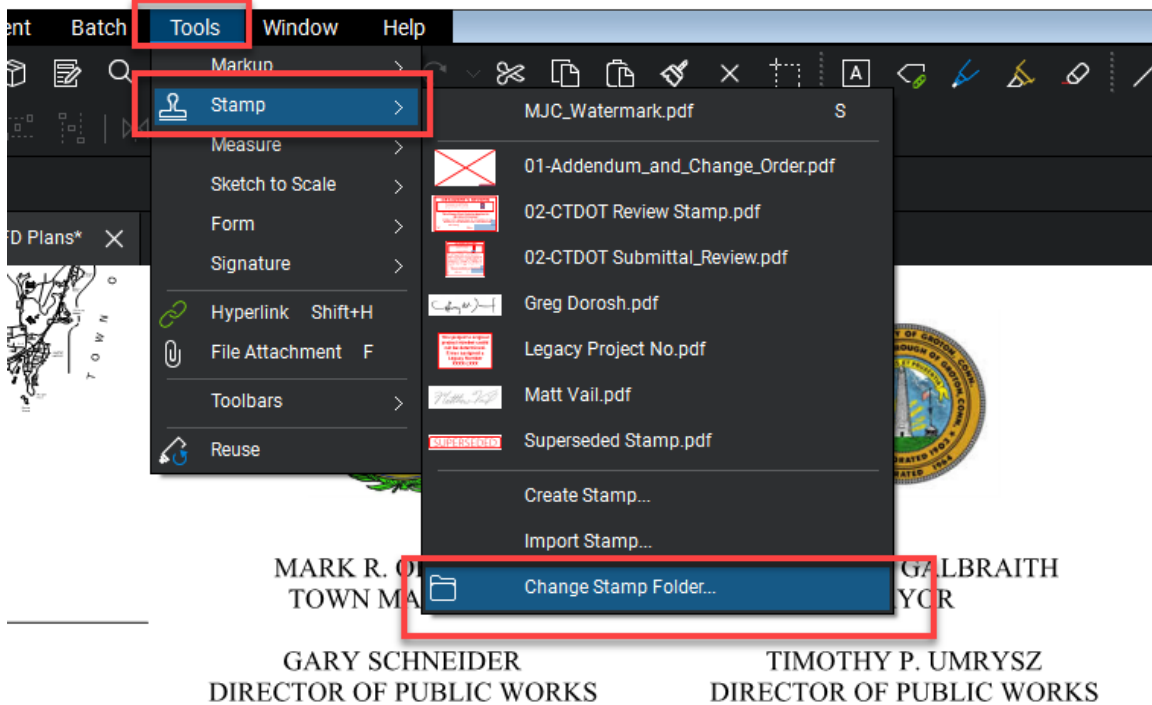 ent Batch Tools Window Help
Markup
Stamp
Measure
Sketch to Scale
Form
Signature
Hyperlink Shift+H
File Attachment F
Toolbars
Reuse
MJC_Watermark.pdf S
01-Addendum_and_Change_Order.pdf
02-CTDOT Review Stamp.pdf
02-CTDOT Submittal_Review.pdf
Greg Dorosh.pdf
Legacy Project No.pdf
Matt Vail.pdf
SUPERSEDED Superseded Stamp.pdf
Create Stamp...
Import Stamp...
Change Stamp Folder...
A
FD Plans*
TOWN O
MARK R. O
TOWN MA
GALBRAITH
YOR
GARY SCHNEIDER
DIRECTOR OF PUBLIC WORKS
TIMOTHY P. UMRYSZ
DIRECTOR OF PUBLIC WORKS